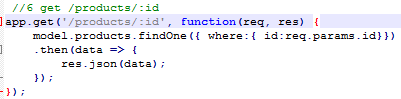 //6 get /products/:id
app.get('/products/:id', function(req, res) {
model.products.findOne({ where:{ id:req.params.id}})
.then(data => {
res.json(data);
});
});